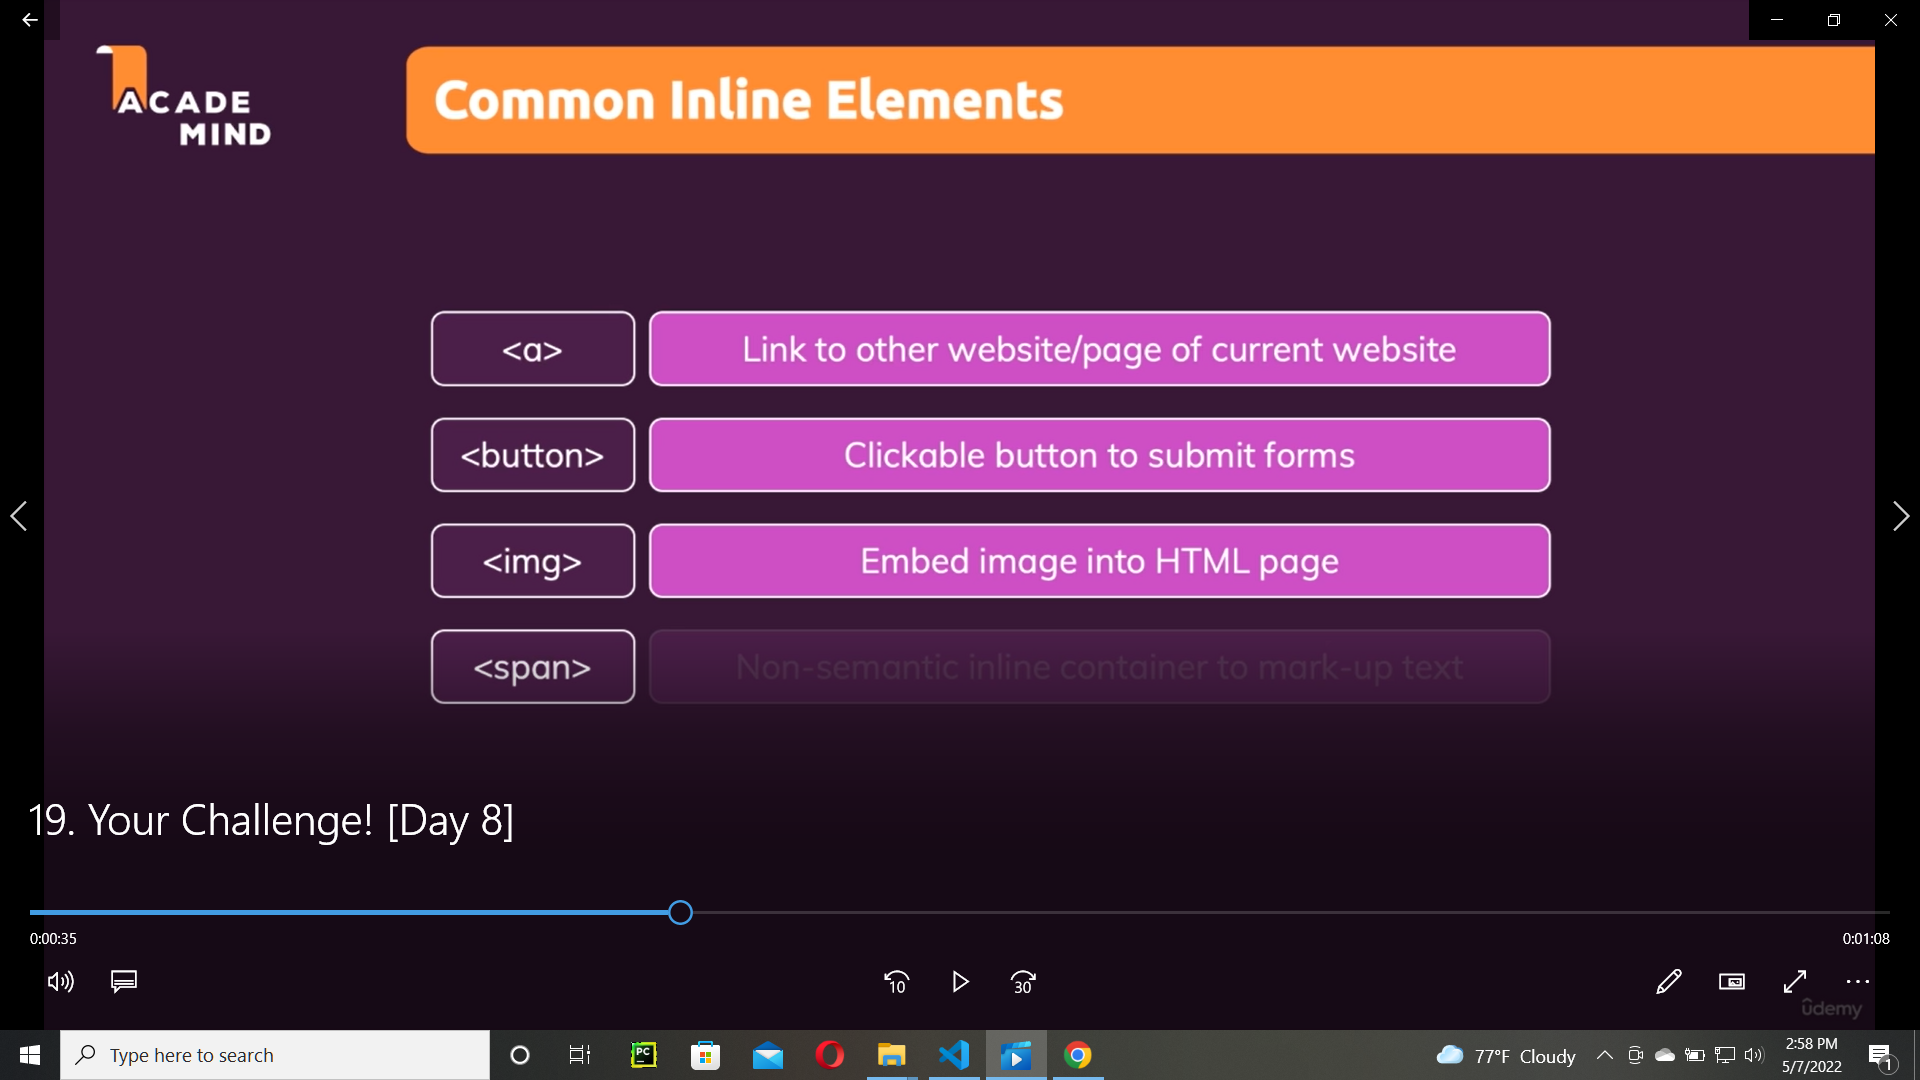 ACADE
MIND
Common Inline Elements
<a> Link to other website/page of current website
<button> Clickable button to submit forms
<img> Embed image into HTML page
<span> Non-semantic inline container to mark-up text
19. Your Challenge! [Day 8]
0:00:35 0:01:08
10 30
ûdemy
Type here to search
PC
77°F Cloudy
2:58 PM
5/7/2022
1